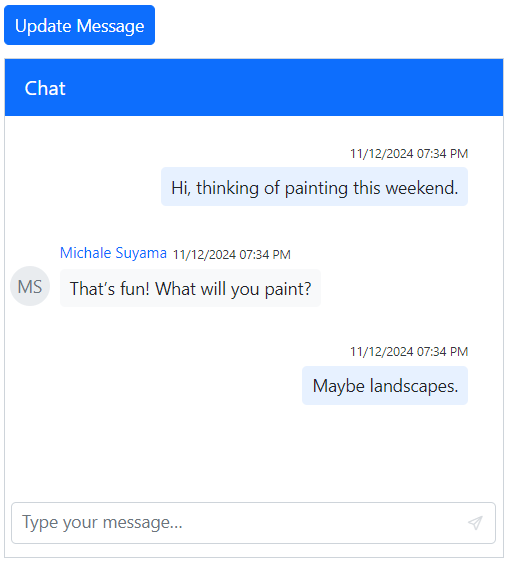 Update Message
Chat
11/12/2024 07:34 PM
Hi, thinking of painting this weekend.
Michale Suyama 11/12/2024 07:34 PM
MS
That's fun! What will you paint?
11/12/2024 07:34 PM
Maybe landscapes.
Type your message...